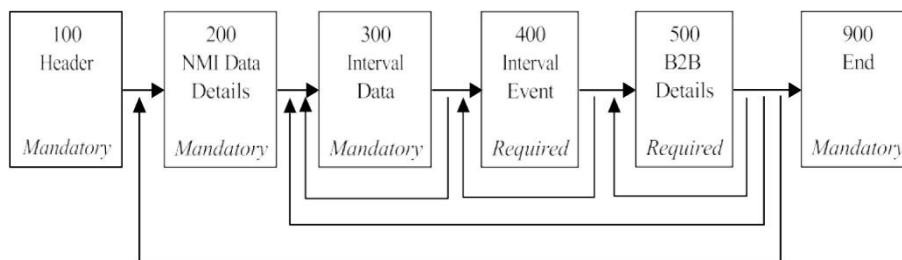 100
Header
Mandatory
200
NMI Data
Details
Mandatory
300
Interval
Data
Mandatory
400
Interval
Event
Required
500
B2B
Details
Required
900
End
Mandatory